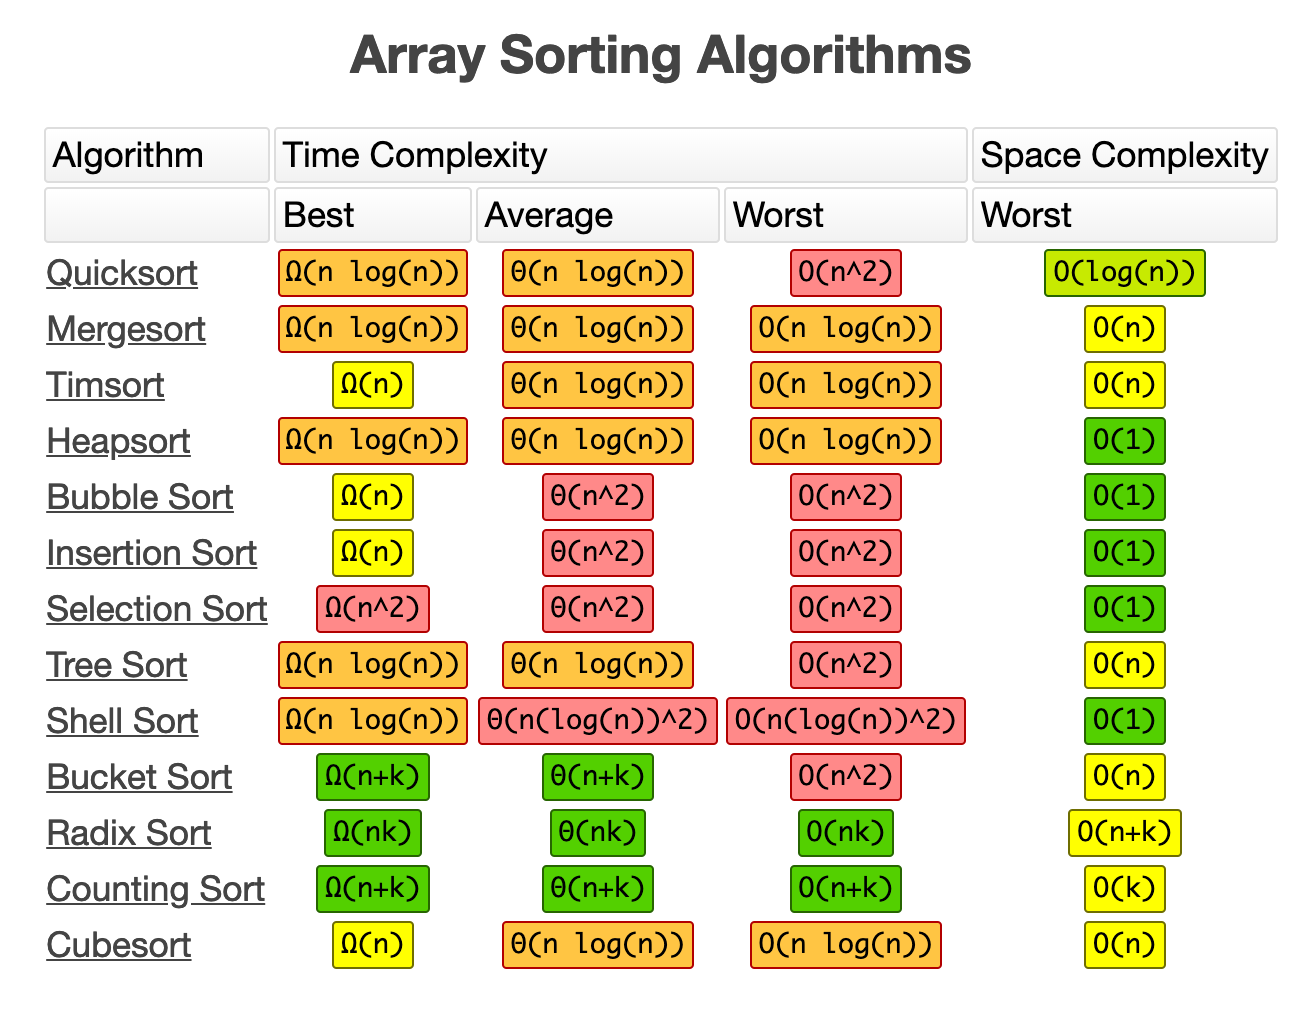 Array Sorting Algorithms
Algorithm Time Complexity Space Complexity
Best Average Worst Worst
Quicksort Ω(n log(n)) Θ(n log(n)) O(n^2) O(log(n))
Mergesort Ω(n log(n)) Θ(n log(n)) O(n log(n)) O(n)
Timsort Ω(n) Θ(n log(n)) O(n log(n)) O(n)
Heapsort Ω(n log(n)) Θ(n log(n)) O(n log(n)) O(1)
Bubble Sort Ω(n) Θ(n^2) O(n^2) O(1)
Insertion Sort Ω(n) Θ(n^2) O(n^2) O(1)
Selection Sort Ω(n^2) Θ(n^2) O(n^2) O(1)
Tree Sort Ω(n log(n)) Θ(n log(n)) O(n^2) O(n)
Shell Sort Ω(n log(n)) Θ(n(log(n))^2) O(n(log(n))^2) O(1)
Bucket Sort Ω(n+k) Θ(n+k) O(n^2) O(n)
Radix Sort Ω(nk) Θ(nk) O(nk) O(n+k)
Counting Sort Ω(n+k) Θ(n+k) O(n+k) O(k)
Cubesort Ω(n) Θ(n log(n)) O(n log(n)) O(n)